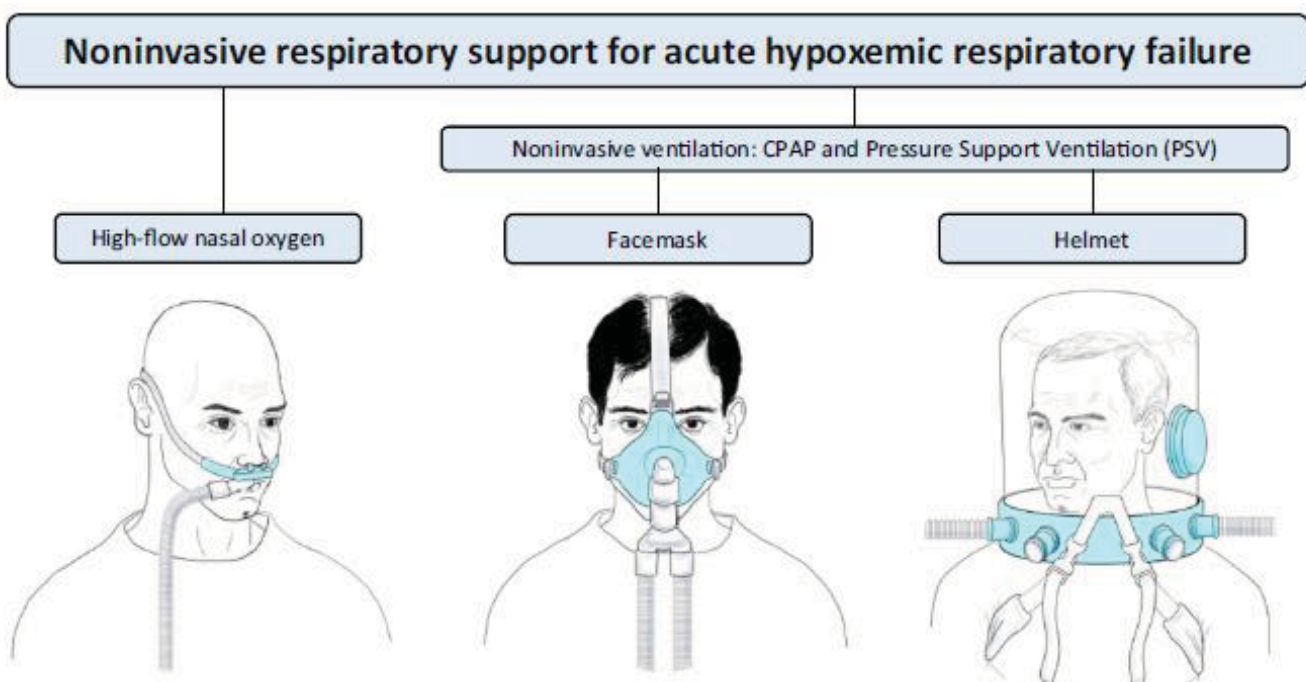 Noninvasive respiratory support for acute hypoxemic respiratory failure
Noninvasive ventilation: CPAP and Pressure Support Ventilation (PSV)
High-flow nasal oxygen
Facemask
Helmet